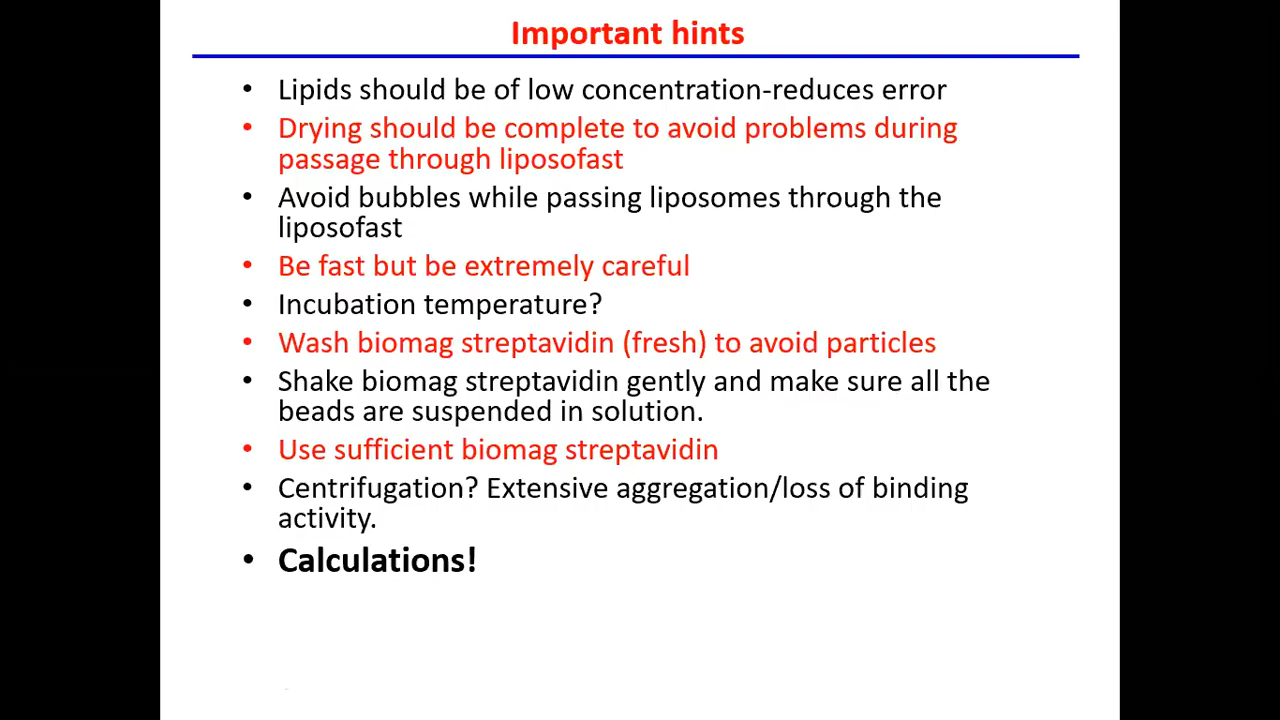 Important hints
• Lipids should be of low concentration-reduces error
• Drying should be complete to avoid problems during
passage through liposofast
• Avoid bubbles while passing liposomes through the
liposofast
• Be fast but be extremely careful
• Incubation temperature?
• Wash biomag streptavidin (fresh) to avoid particles
• Shake biomag streptavidin gently and make sure all the
beads are suspended in solution.
• Use sufficient biomag streptavidin
• Centrifugation? Extensive aggregation/loss of binding
activity.
• Calculations!